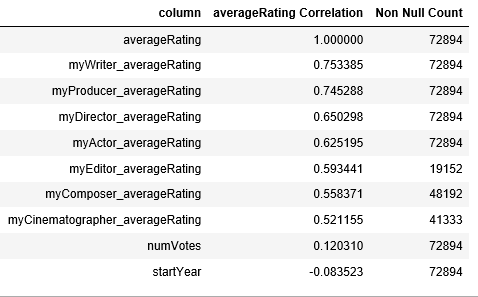 column averageRating Correlation Non Null Count
averageRating 1.000000 72894
myWriter_averageRating 0.753385 72894
myProducer_averageRating 0.745288 72894
myDirector_averageRating 0.650298 72894
myActor_averageRating 0.625195 72894
myEditor_averageRating 0.593441 19152
myComposer_averageRating 0.558371 48192
myCinematographer_averageRating 0.521155 41333
numVotes 0.120310 72894
startYear -0.083523 72894